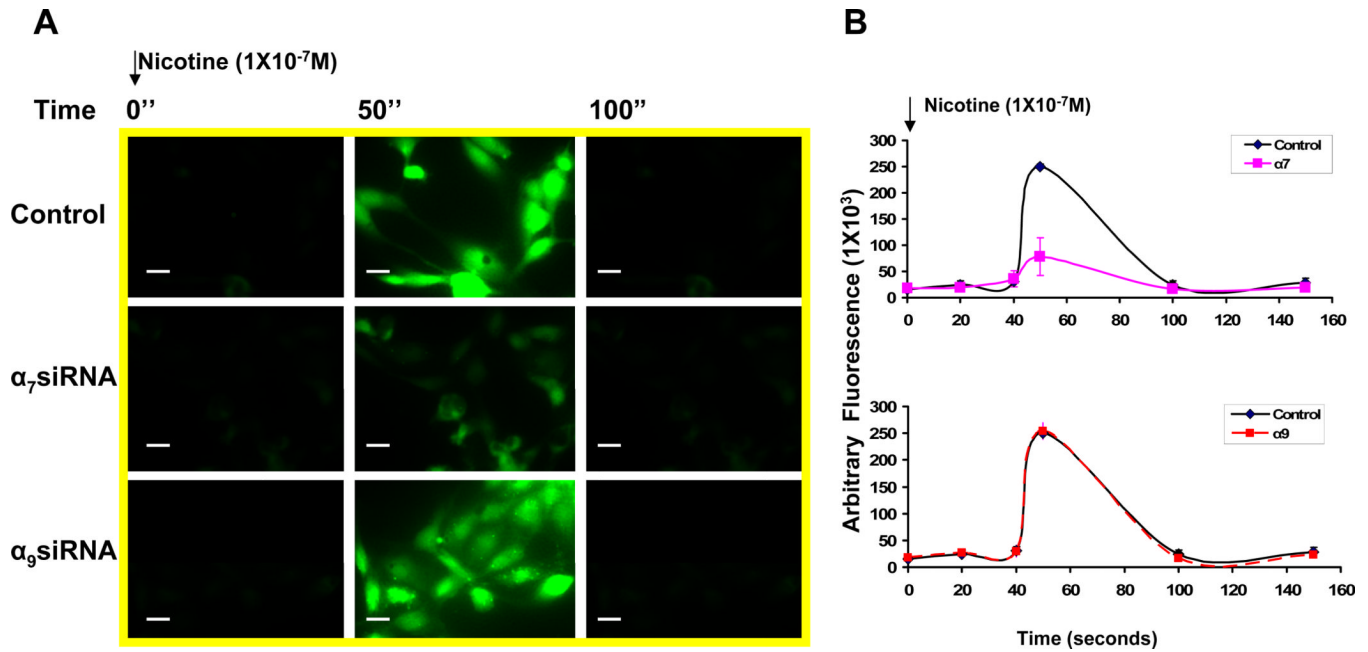 A
Nicotine (1X10⁻⁷M)
Time 0’’ 50’’ 100”
Control
α₇siRNA
α₉siRNA
B
Nicotine (1X10⁻⁷M)
Arbitrary Fluorescence (1X10³)
300
250
200
150
100
50
0
0 20 40 60 80 100 120 140 160
Control
α7
300
250
200
150
100
50
0
0 20 40 60 80 100 120 140 160
Control
α9
Time (seconds)